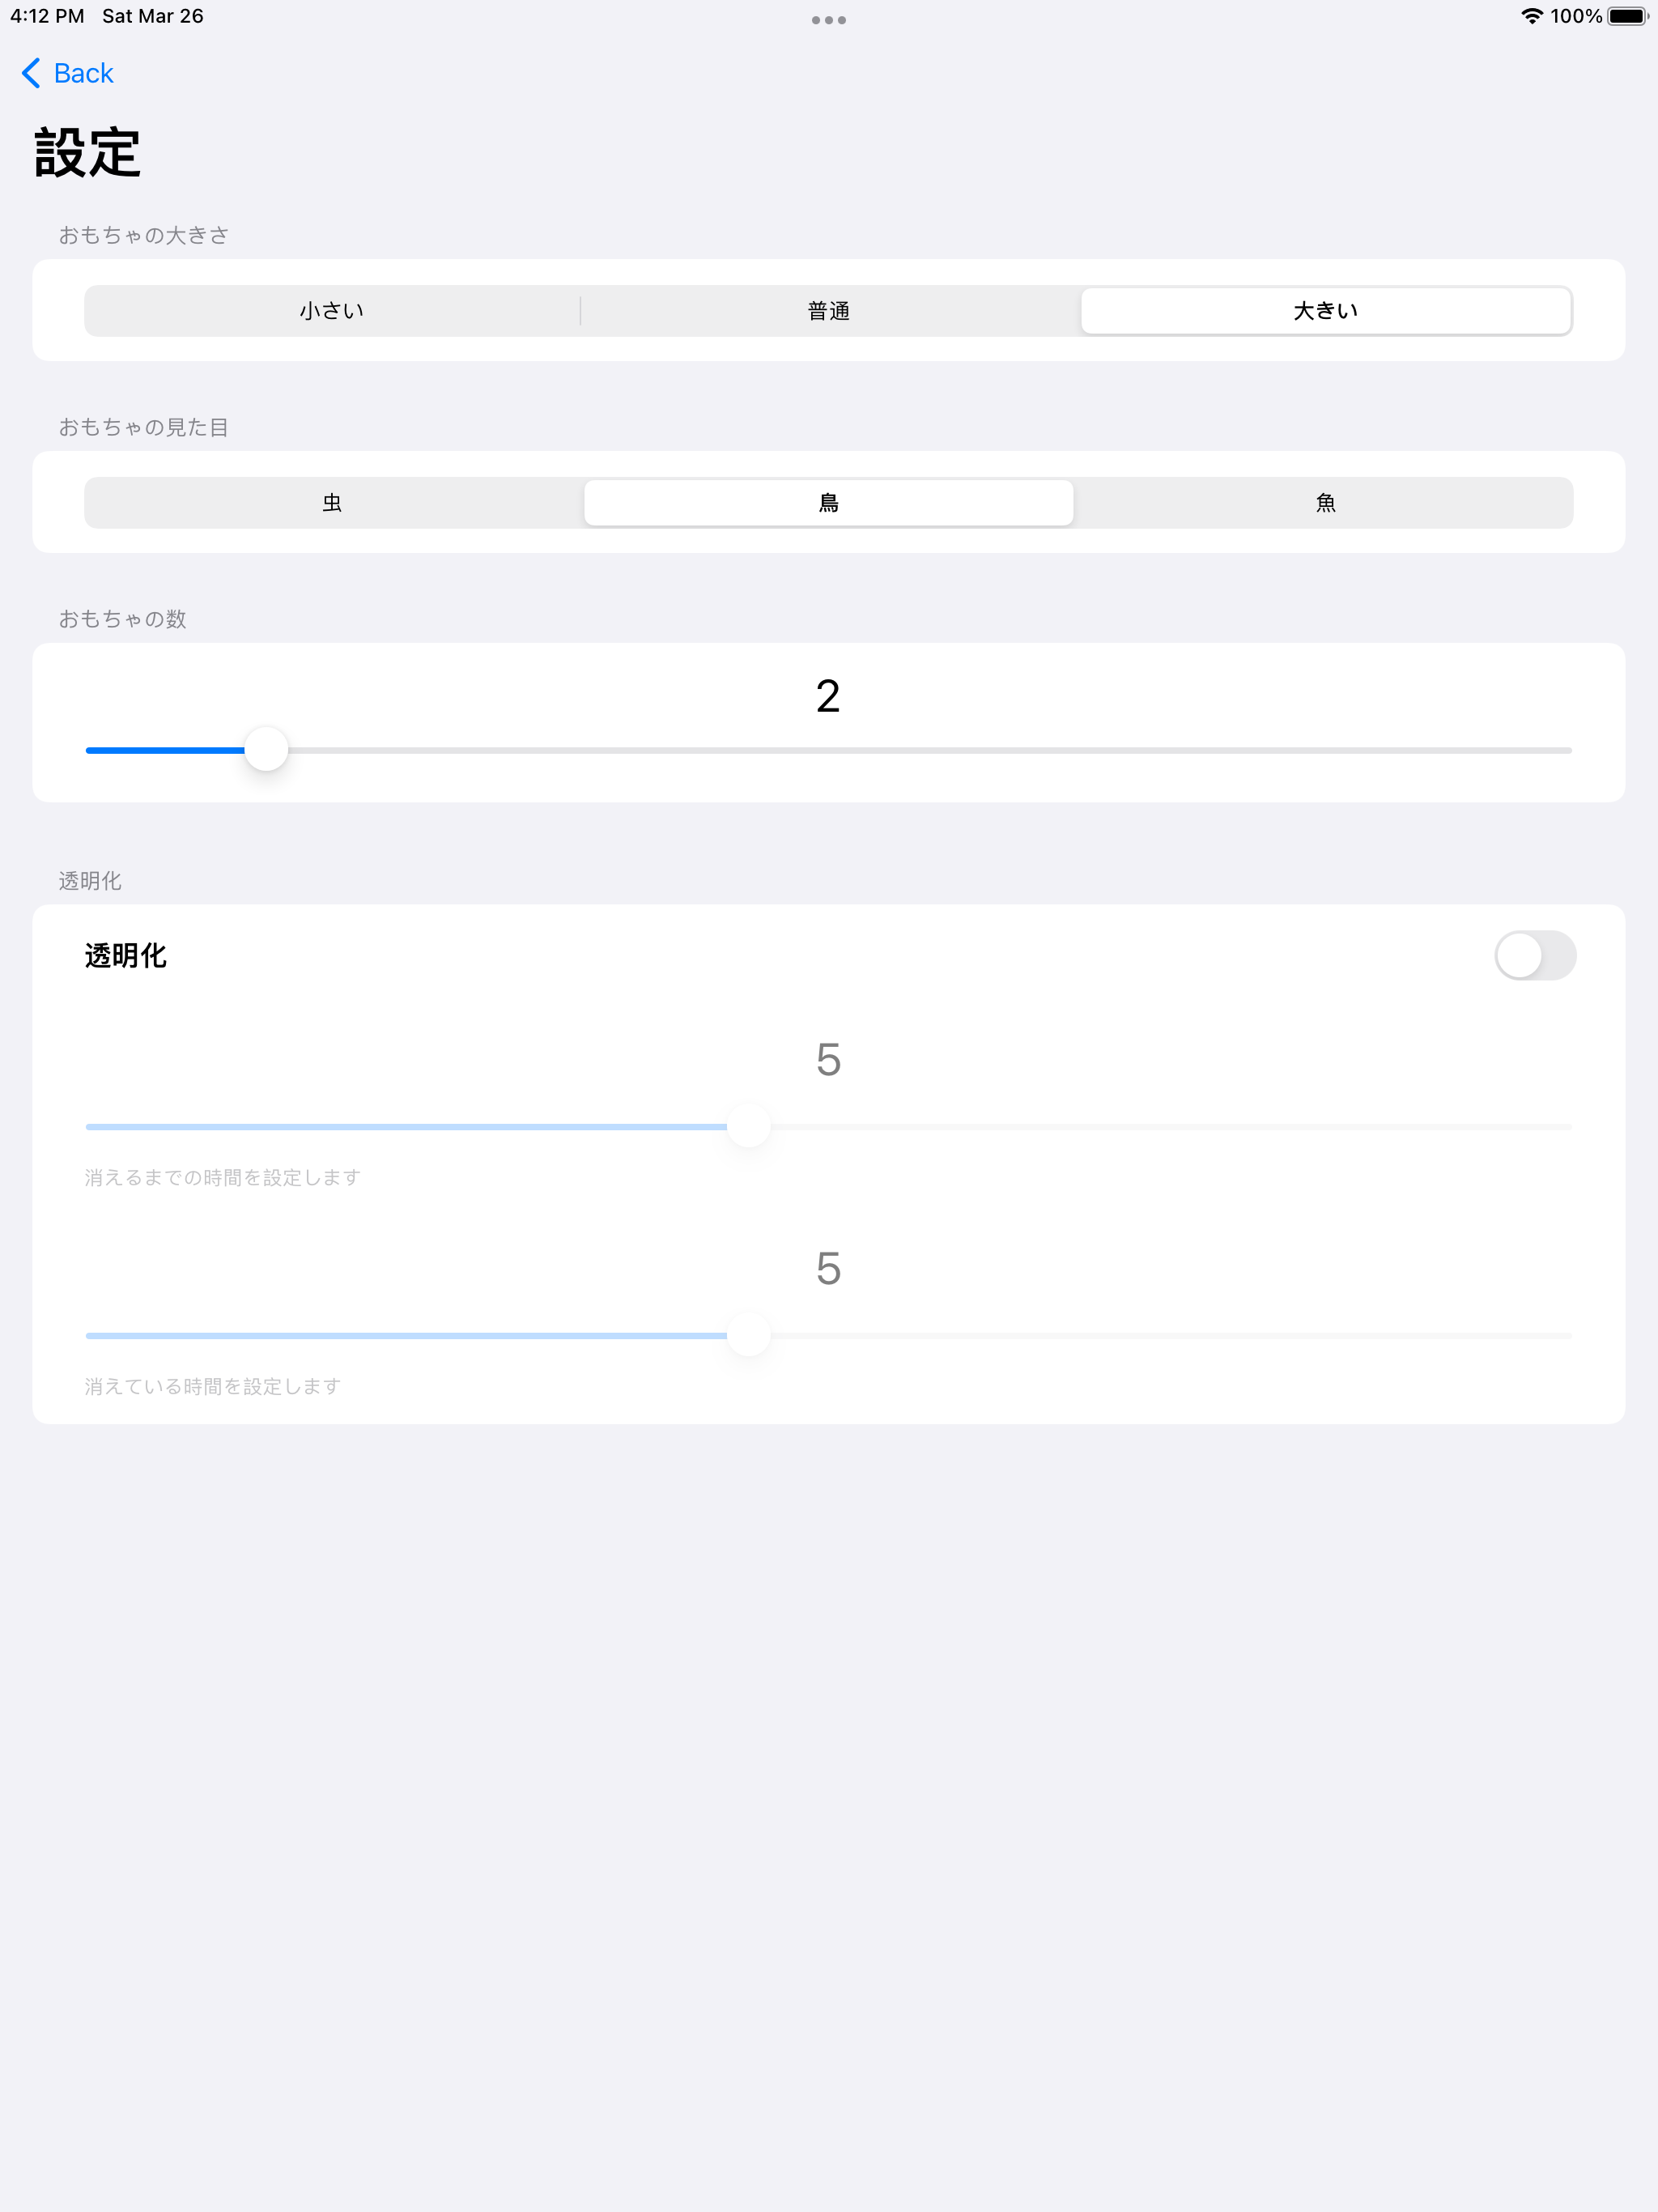 4:12 PM Sat Mar 26
100%
Back
設定
おもちゃの大きさ
小さい 普通 大きい
おもちゃの見た目
虫 鳥 魚
おもちゃの数
2
透明化
透明化
5
消えるまでの時間を設定します
5
消えている時間を設定します